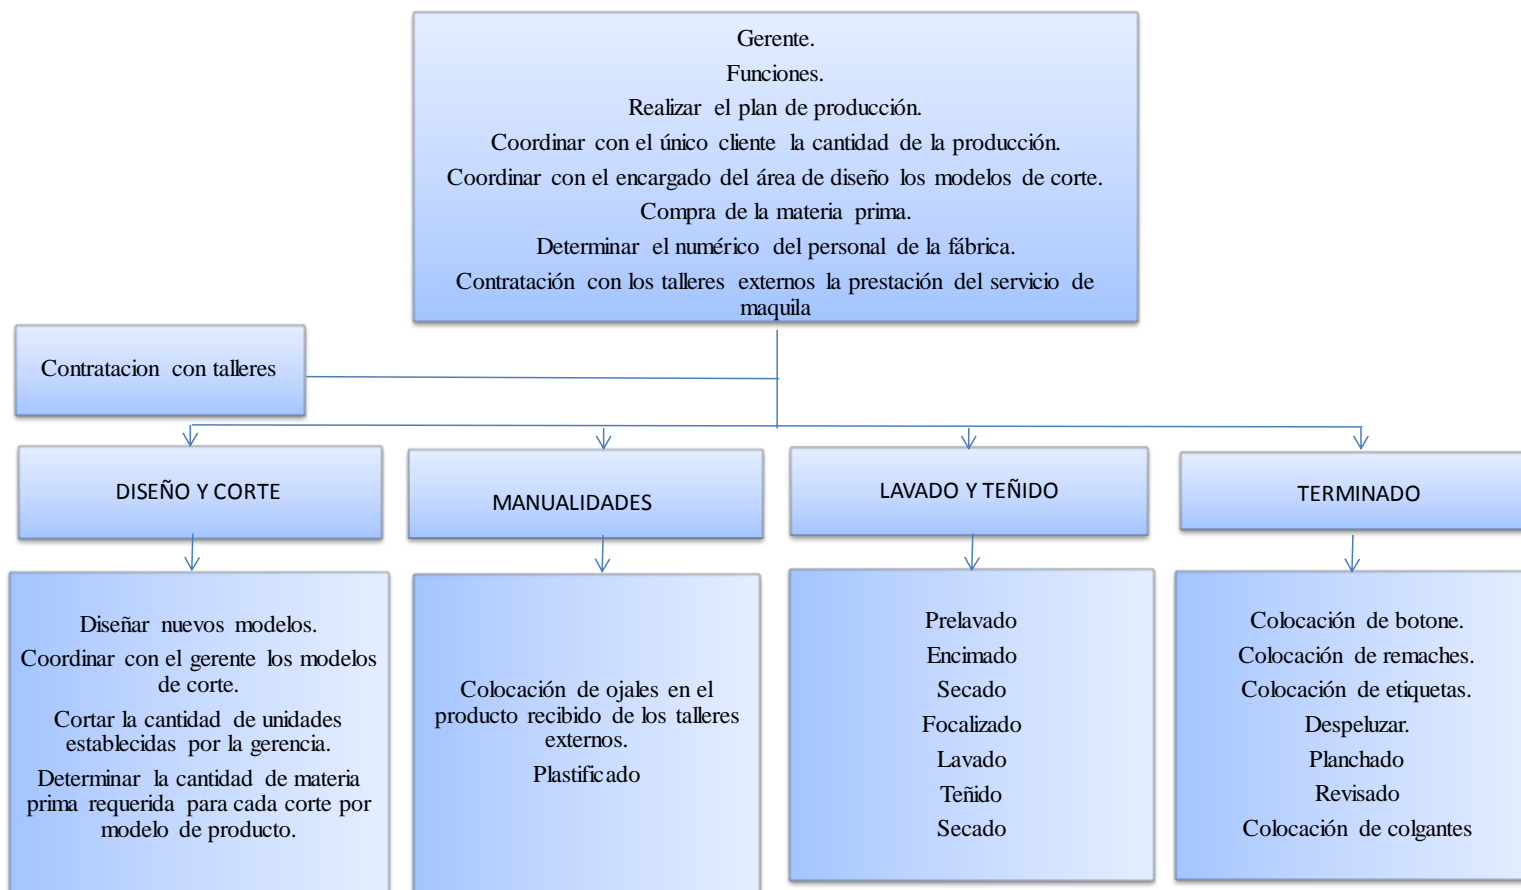 Gerente.
Funciones.
Realizar el plan de producción.
Coordinar con el único cliente la cantidad de la producción.
Coordinar con el encargado del área de diseño los modelos de corte.
Compra de la materia prima.
Determinar el numérico del personal de la fábrica.
Contratación con los talleres externos la prestación del servicio de
maquila
Contratacion con talleres
DISEÑO Y CORTE
MANUALIDADES
LAVADO Y TEÑIDO
TERMINADO
Diseñar nuevos modelos.
Coordinar con el gerente los modelos
de corte.
Cortar la cantidad de unidades
establecidas por la gerencia.
Determinar la cantidad de materia
prima requerida para cada corte por
modelo de producto.
Colocación de ojales en el
producto recibido de los talleres
externos.
Plastificado
Prelavado
Encimado
Secado
Focalizado
Lavado
Teñido
Secado
Colocación de botone.
Colocación de remaches.
Colocación de etiquetas.
Despeluzar.
Planchado
Revisado
Colocación de colgantes